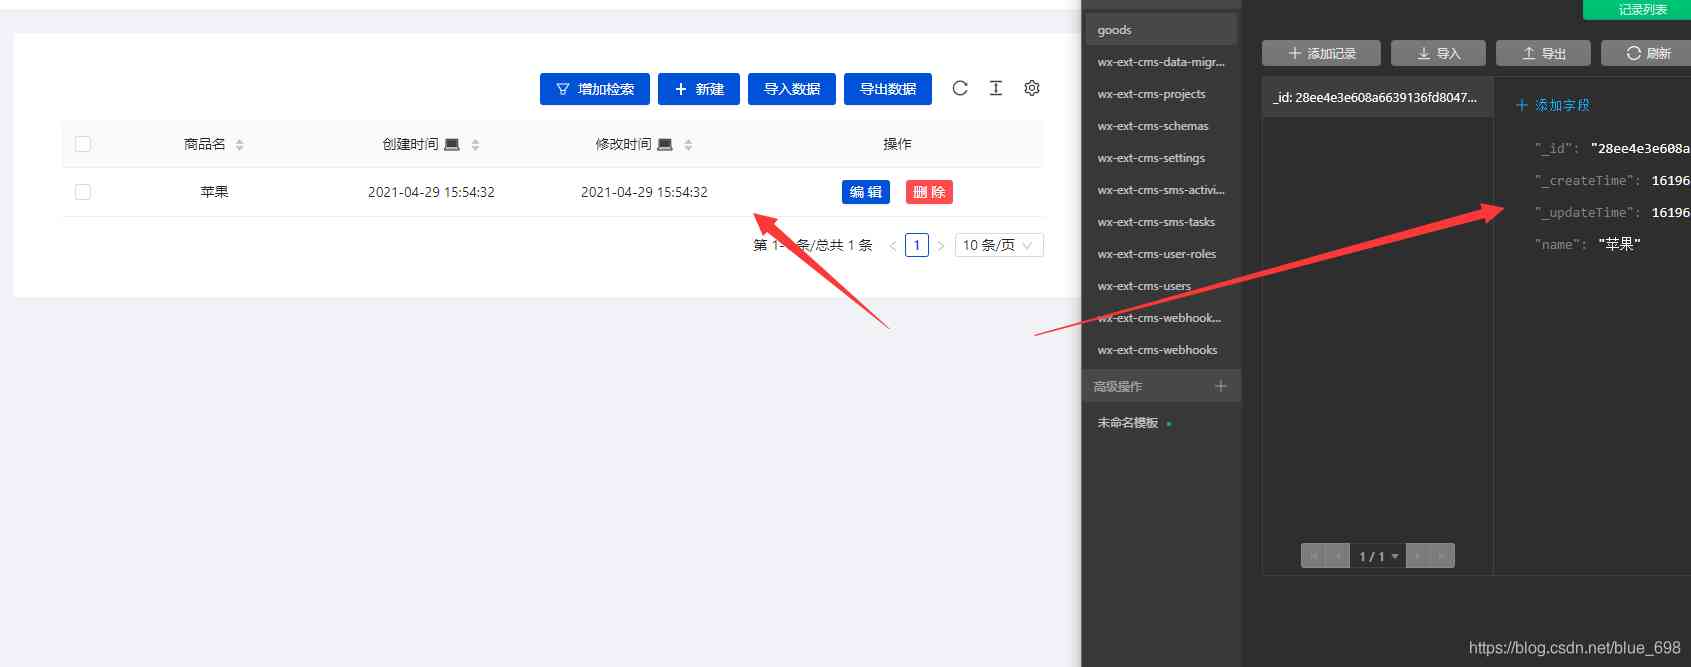 增加检索 新建 导入数据 导出数据
商品名 创建时间 修改时间 操作
苹果 2021-04-29 15:54:32 2021-04-29 15:54:32 编 辑 删 除
第 1- 条/总共 1 条 1 10 条/页
goods
wx-ext-cms-data-migr...
wx-ext-cms-projects
wx-ext-cms-schemas
wx-ext-cms-settings
wx-ext-cms-sms-activi...
wx-ext-cms-sms-tasks
wx-ext-cms-user-roles
wx-ext-cms-users
wx-ext-cms-webhook...
wx-ext-cms-webhooks
高级操作
未命名模板
记录列表
添加记录 导入 导出 刷新
_id: 28ee4e3e608a6639136fd8047...
1 / 1
添加字段
"_id": "28ee4e3e608a
"_createTime": 16196
"_updateTime": 16196
"name": "苹果"
https://blog.csdn.net/blue_698